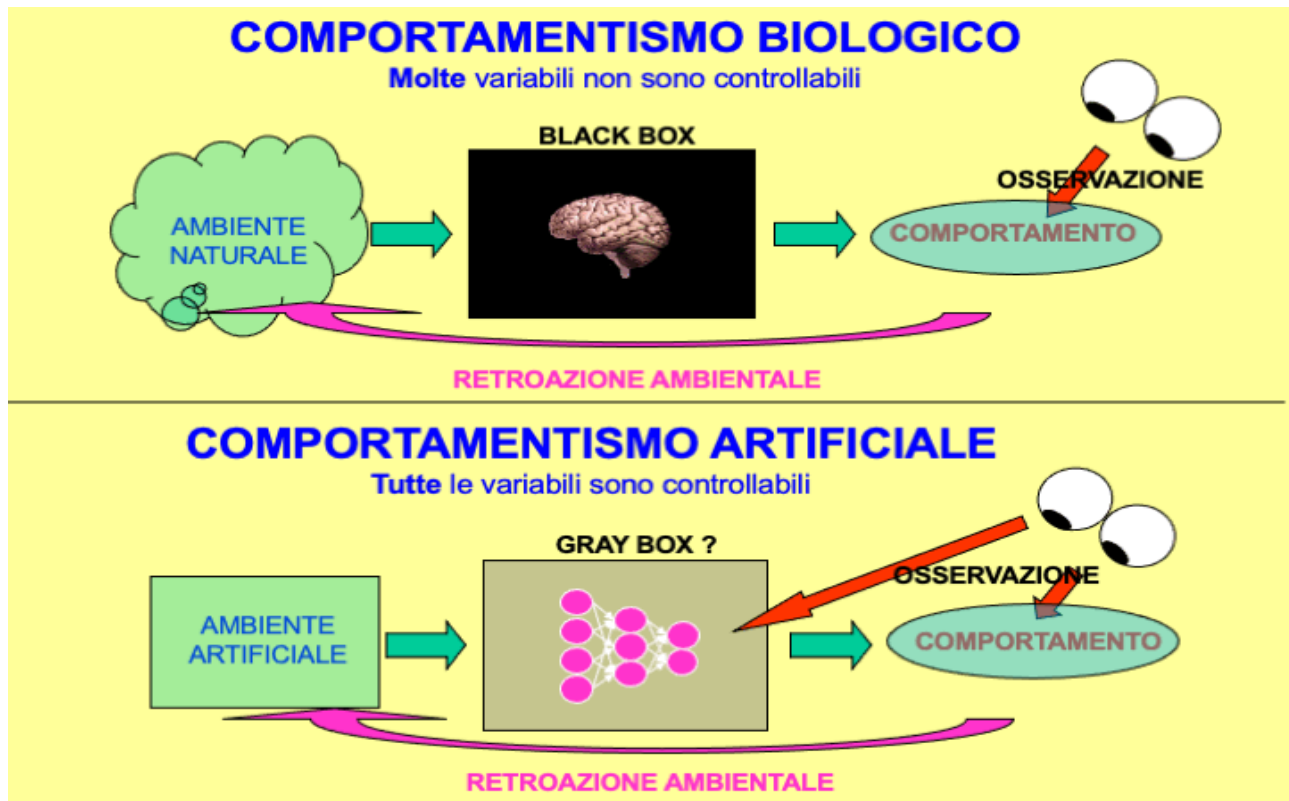 COMPORTAMENTISMO BIOLOGICO
Molte variabili non sono controllabili
BLACK BOX
OSSERVAZIONE
AMBIENTE
NATURALE
COMPORTAMENTO
RETROAZIONE AMBIENTALE
COMPORTAMENTISMO ARTIFICIALE
Tutte le variabili sono controllabili
GRAY BOX ?
OSSERVAZIONE
AMBIENTE
ARTIFICIALE
COMPORTAMENTO
RETROAZIONE AMBIENTALE